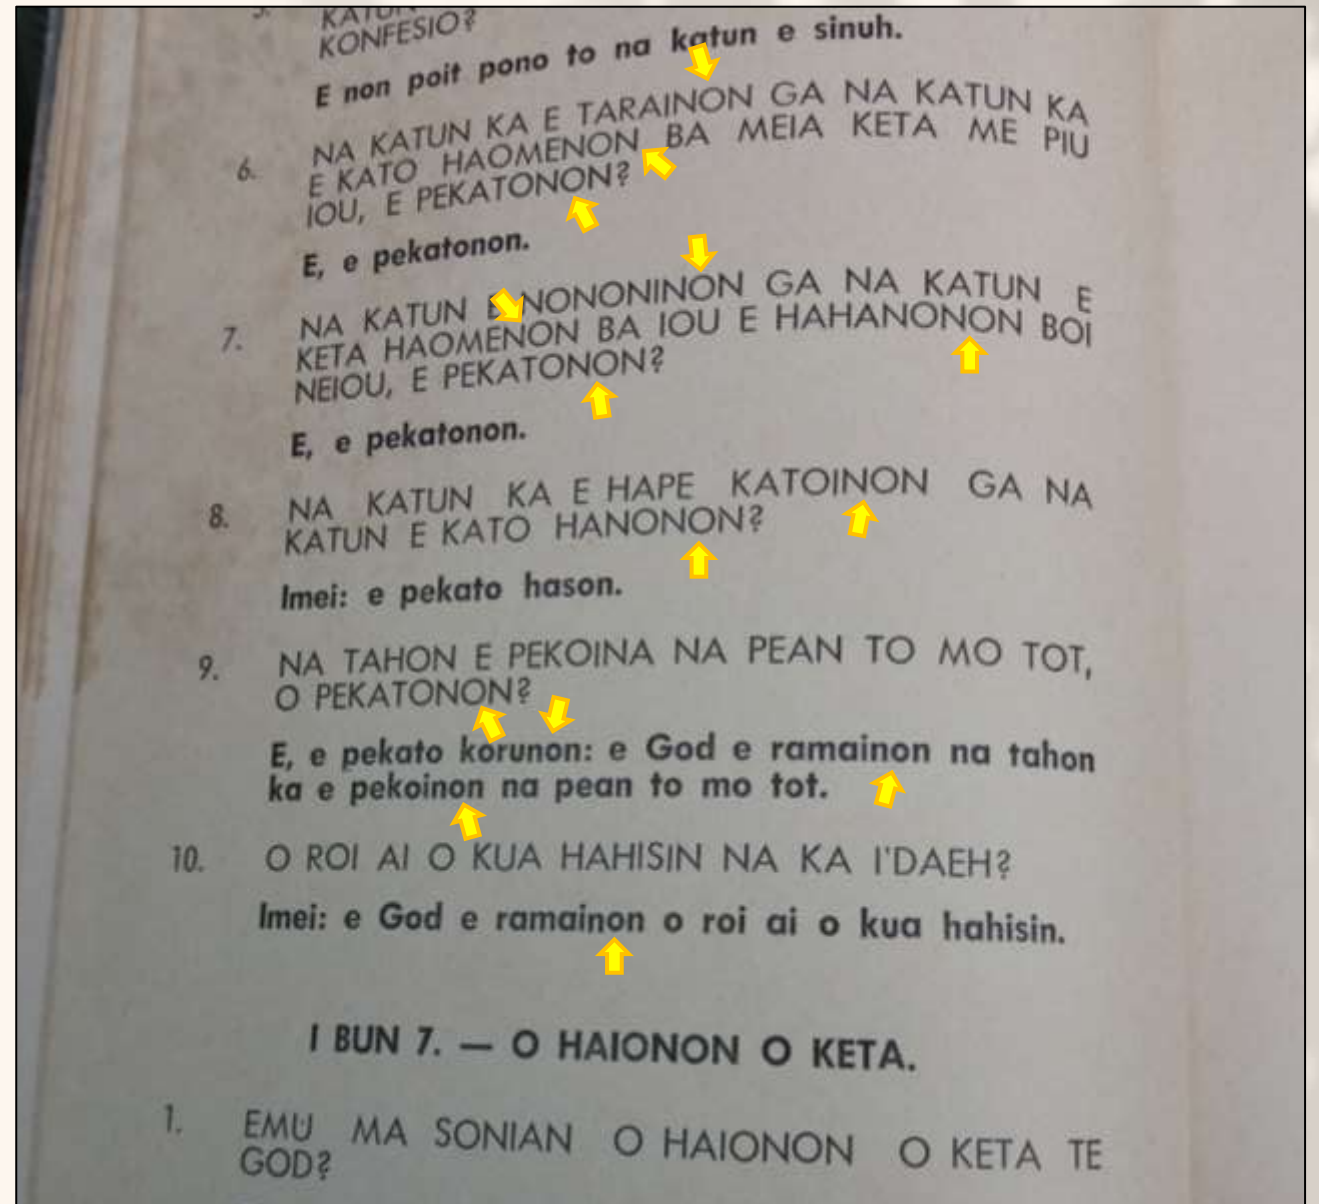 5. KATUN
KONFESIO?
E non poit pono to na katun e sinuh.
6. NA KATUN KA E TARAINON GA NA KATUN KA
E KATO HAOMENON BA MEIA KETA ME PIU
IOU, E PEKATONON?
E, e pekatonon.
7. NA KATUN E NONONINON GA NA KATUN E
KETA HAOMENON BA IOU E HAHANONON BOI
NEIOU, E PEKATONON?
E, e pekatonon.
8. NA KATUN KA E HAPE KATOINON GA NA
KATUN E KATO HANONON?
Imei: e pekato hason.
9. NA TAHON E PEKOINA NA PEAN TO MO TOT,
O PEKATONON?
E, e pekato korunon: e God e ramainon na tahon
ka e pekoinon na pean to mo tot.
10. O ROI AI O KUA HAHISIN NA KA I'DAEH?
Imei: e God e ramainon o roi ai o kua hahisin.
I BUN 7. — O HAIONON O KETA.
1. EMU MA SONIAN O HAIONON O KETA TE
GOD?